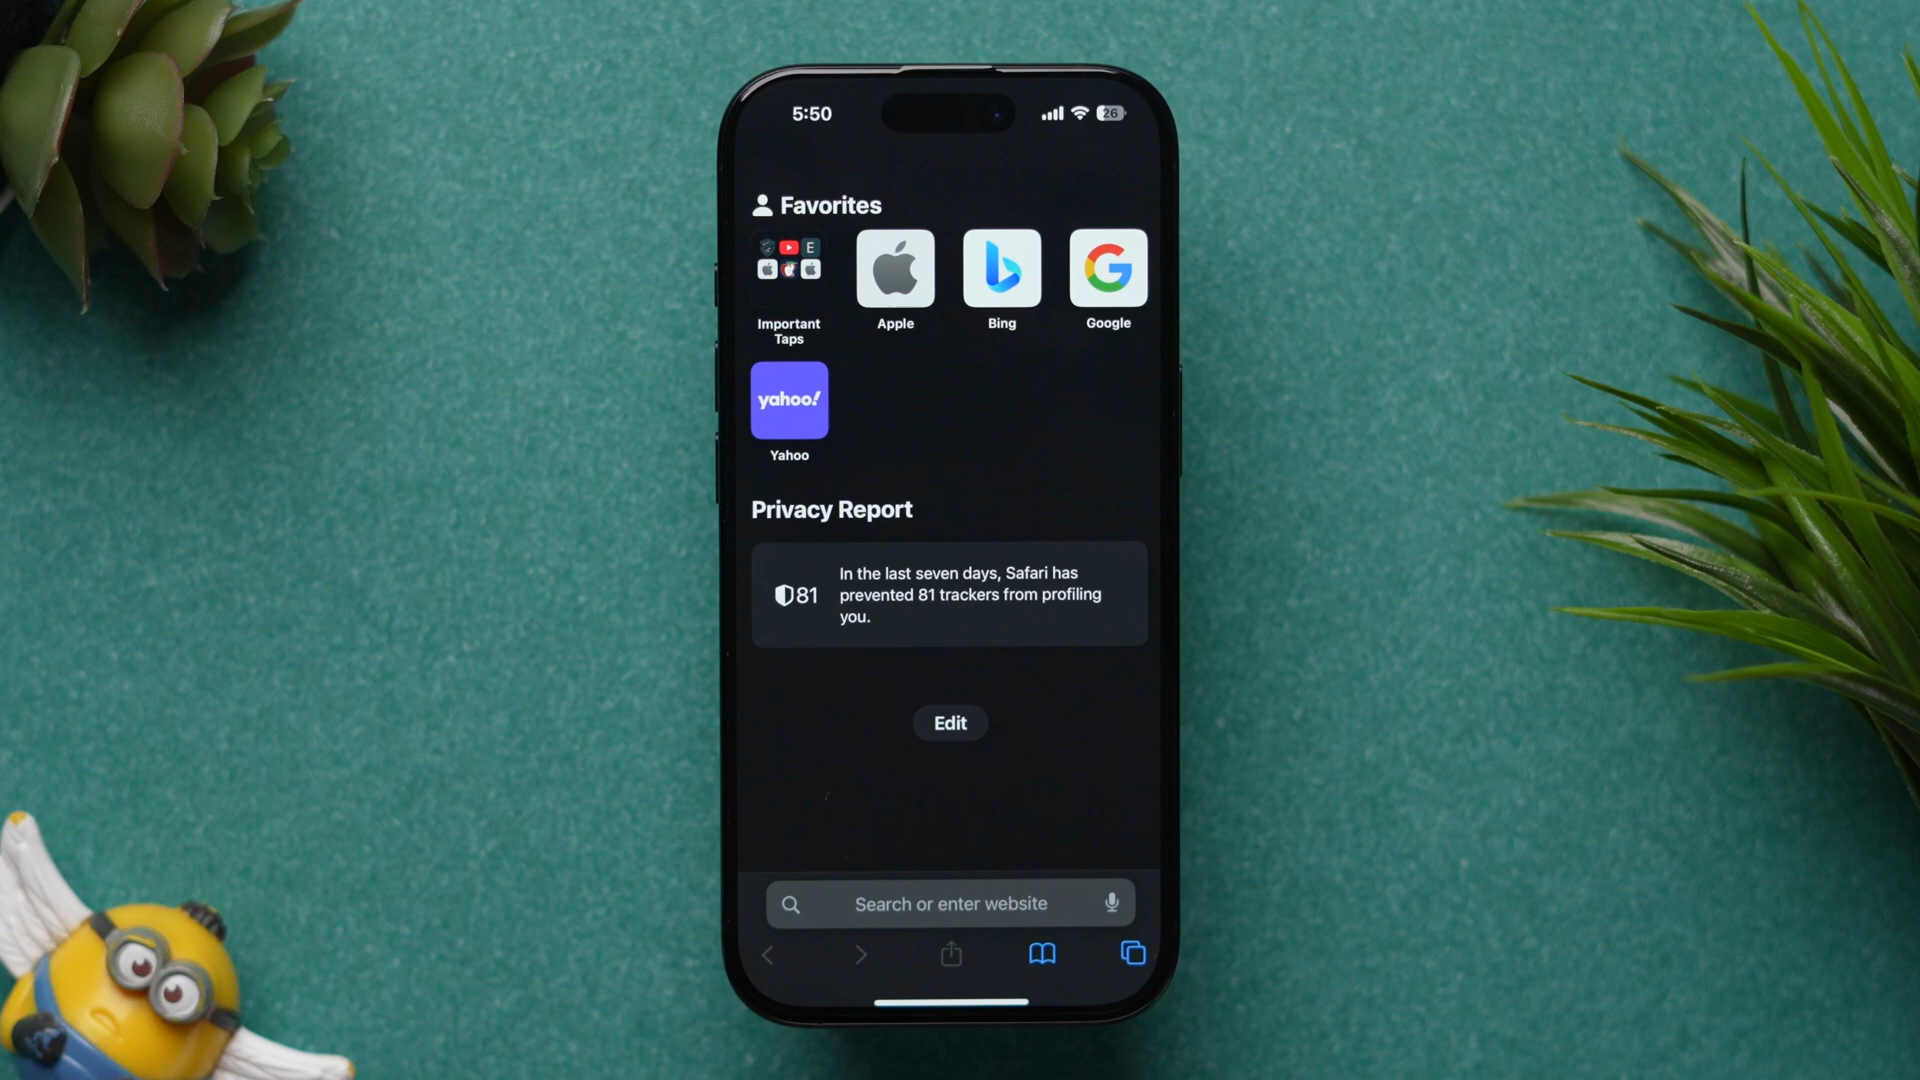 5:50
26
Favorites
E
Important
Taps
Apple
Bing
Google
yahoo!
Yahoo
Privacy Report
81
In the last seven days, Safari has
prevented 81 trackers from profiling
you.
Edit
Search or enter website